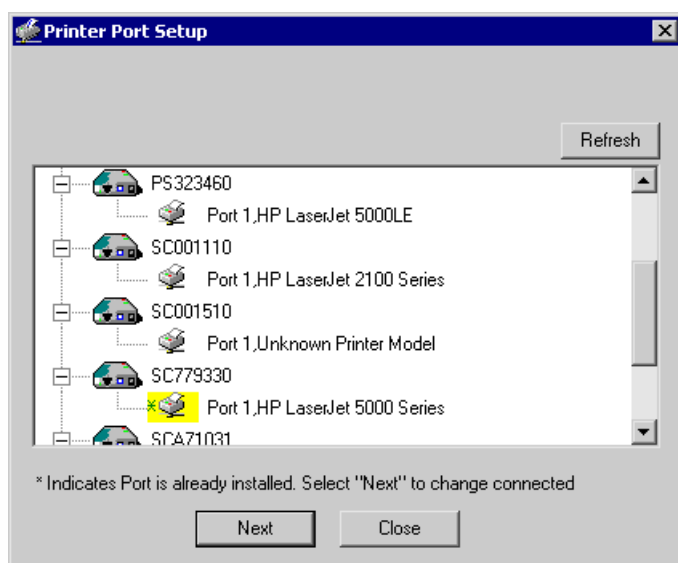 Printer Port Setup
Refresh
PS323460
Port 1,HP LaserJet 5000LE
SC001110
Port 1,HP LaserJet 2100 Series
SC001510
Port 1,Unknown Printer Model
SC779330
* Port 1,HP LaserJet 5000 Series
SCA71031
* Indicates Port is already installed. Select "Next" to change connected
Next Close